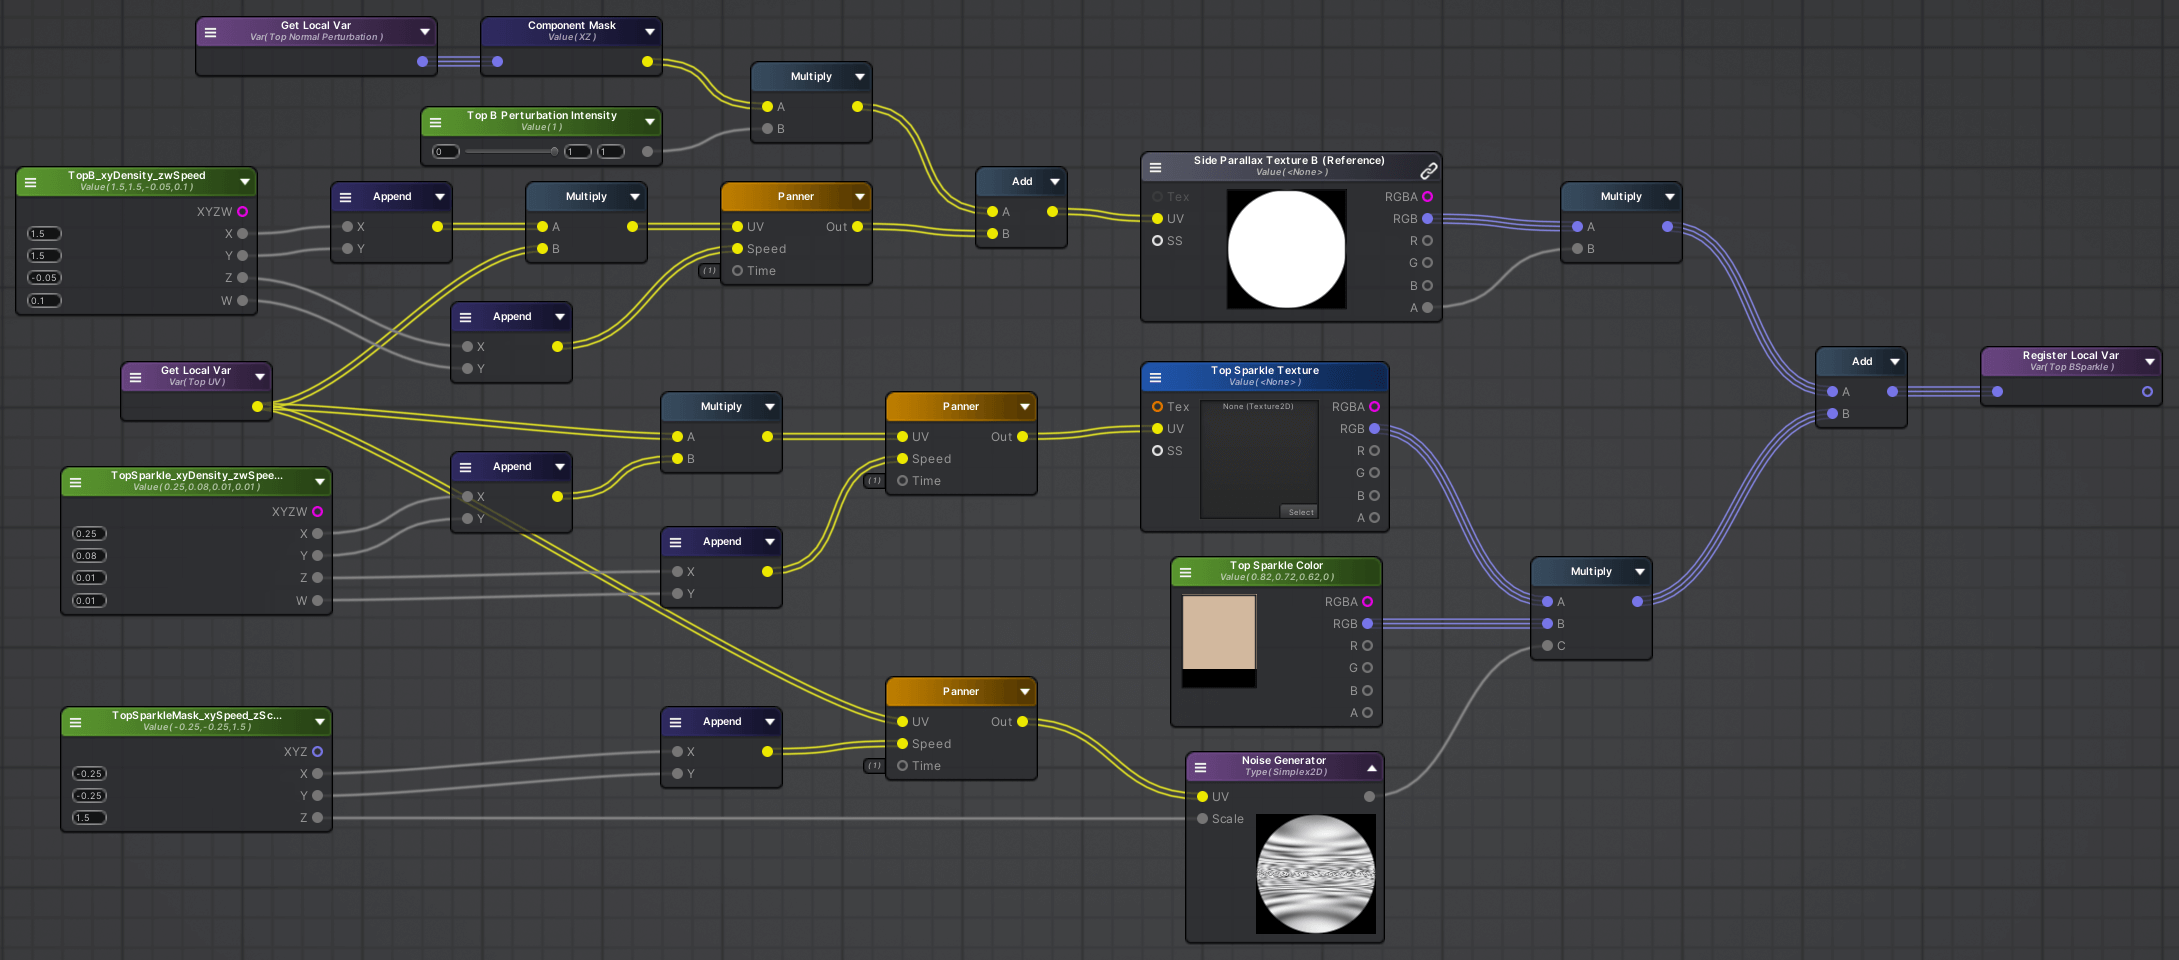 Get Local Var
Var( Top Normal Perturbation )
Component Mask
Value( XZ )
Multiply
A
B
Top B Perturbation Intensity
Value( 1 )
0
1
1
TopB_xyDensity_zwSpeed
Value( 1.5,1.5,-0.05,0.1 )
XYZW
1.5
X
1.5
Y
-0.05
Z
0.1
W
Append
X
Y
Multiply
A
B
Panner
UV
Out
Speed
(1)
Time
Add
A
B
Side Parallax Texture B (Reference)
Value( <None> )
Tex
RGBA
UV
RGB
SS
R
G
B
A
Multiply
A
B
Append
X
Y
Get Local Var
Var( Top UV )
Multiply
A
B
Panner
UV
Out
Speed
(1)
Time
Top Sparkle Texture
Value( <None> )
Tex
None (Texture2D)
RGBA
UV
RGB
SS
R
G
B
Select
A
Add
A
B
Register Local Var
Var( Top BSparkle )
TopSparkle_xyDensity_zwSpee...
Value( 0.25,0.08,0.01,0.01 )
XYZW
0.25
X
0.08
Y
0.01
Z
0.01
W
Append
X
Y
Append
X
Y
Top Sparkle Color
Value( 0.82,0.72,0.62,0 )
RGBA
RGB
R
G
B
A
Multiply
A
B
C
TopSparkleMask_xySpeed_zSc...
Value( -0.25,-0.25,1.5 )
XYZ
-0.25
X
-0.25
Y
1.5
Z
Append
X
Y
Panner
UV
Out
Speed
(1)
Time
Noise Generator
Type( Simplex2D )
UV
Scale